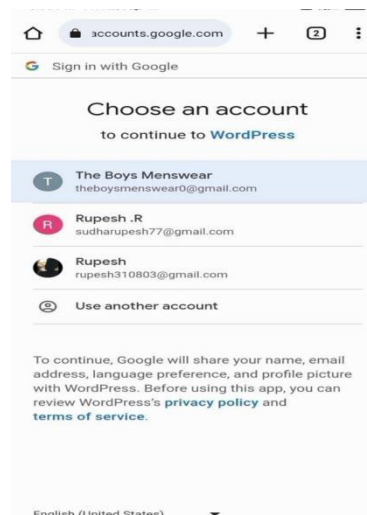 accounts.google.com
2
G Sign in with Google
Choose an account
to continue to WordPress
T
The Boys Menswear
theboysmenswear0@gmail.com
R
Rupesh .R
sudharupesh77@gmail.com
Rupesh
rupesh310803@gmail.com
Use another account
To continue, Google will share your name, email
address, language preference, and profile picture
with WordPress. Before using this app, you can
review WordPress's privacy policy and
terms of service.
English (United States)